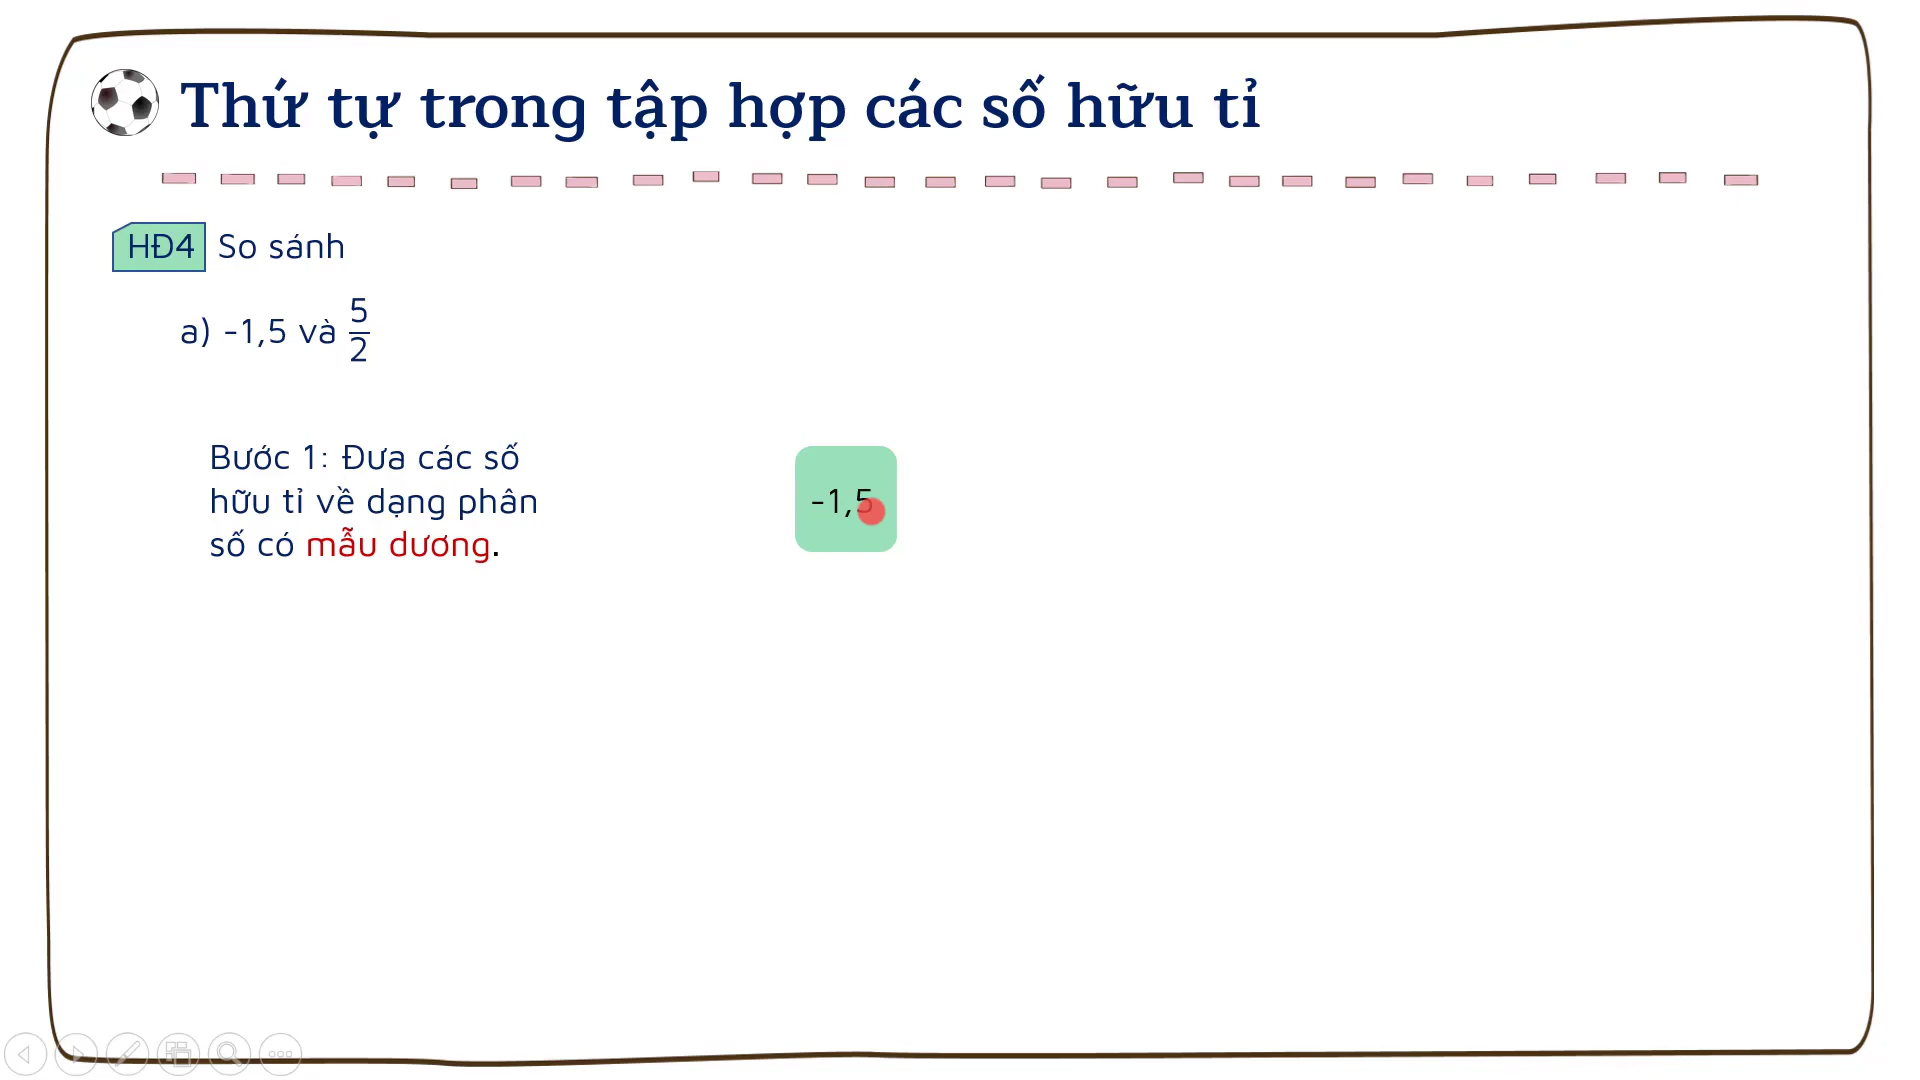 Thứ tự trong tập hợp các số hữu tỉ
HĐ4 So sánh
a) -1,5 và 5/2
Bước 1: Đưa các số
hữu tỉ về dạng phân
số có mẫu dương.
-1,5